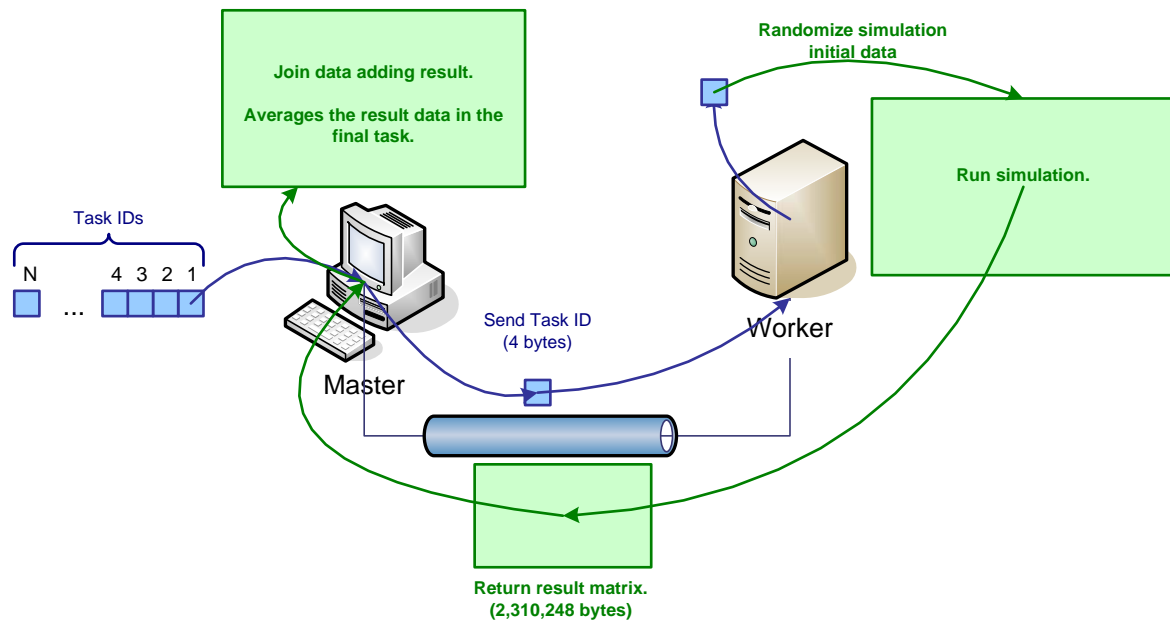 Randomize simulation
initial data
Join data adding result.
Averages the result data in the
final task.
Run simulation.
Task IDs
N
4 3 2 1
...
Send Task ID
(4 bytes)
Worker
Master
Return result matrix.
(2,310,248 bytes)